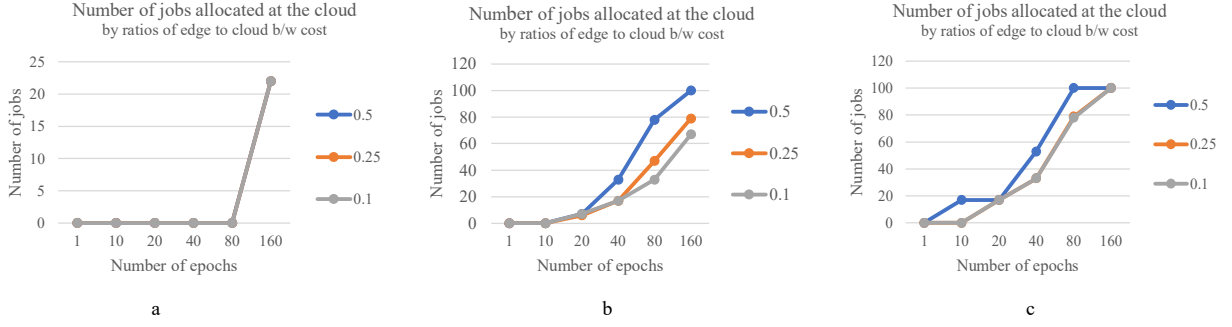 Number of jobs allocated at the cloud
by ratios of edge to cloud b/w cost
Number of jobs
25
20
15
10
5
0
1 10 20 40 80 160
Number of epochs
0.5
0.25
0.1
a
Number of jobs allocated at the cloud
by ratios of edge to cloud b/w cost
Number of jobs
120
100
80
60
40
20
0
1 10 20 40 80 160
Number of epochs
0.5
0.25
0.1
b
Number of jobs allocated at the cloud
by ratios of edge to cloud b/w cost
Number of jobs
120
100
80
60
40
20
0
1 10 20 40 80 160
Number of epochs
0.5
0.25
0.1
c